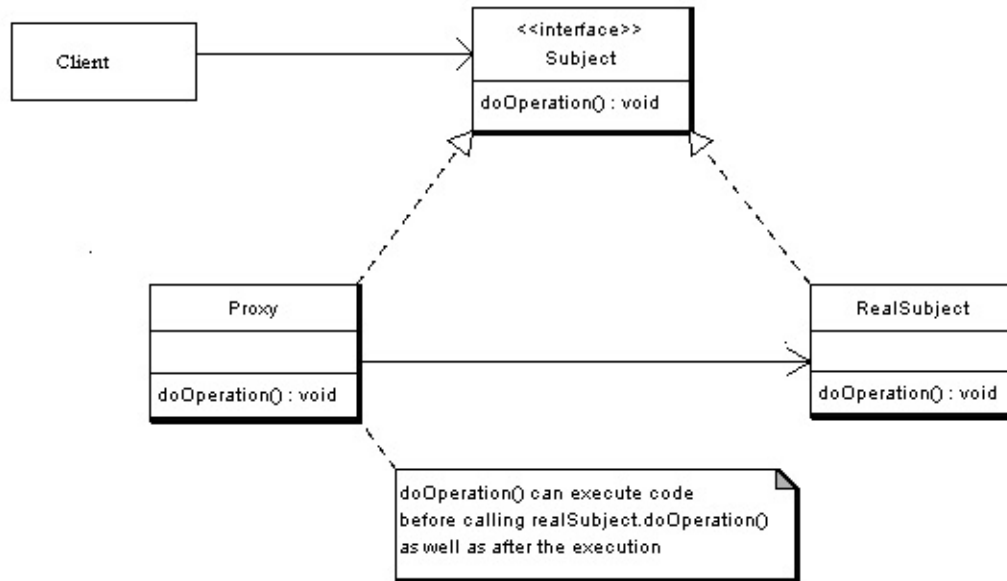 Client
<<interface>>
Subject
doOperation() : void
Proxy
doOperation() : void
RealSubject
doOperation() : void
doOperation() can execute code
before calling realSubject.doOperation()
as well as after the execution